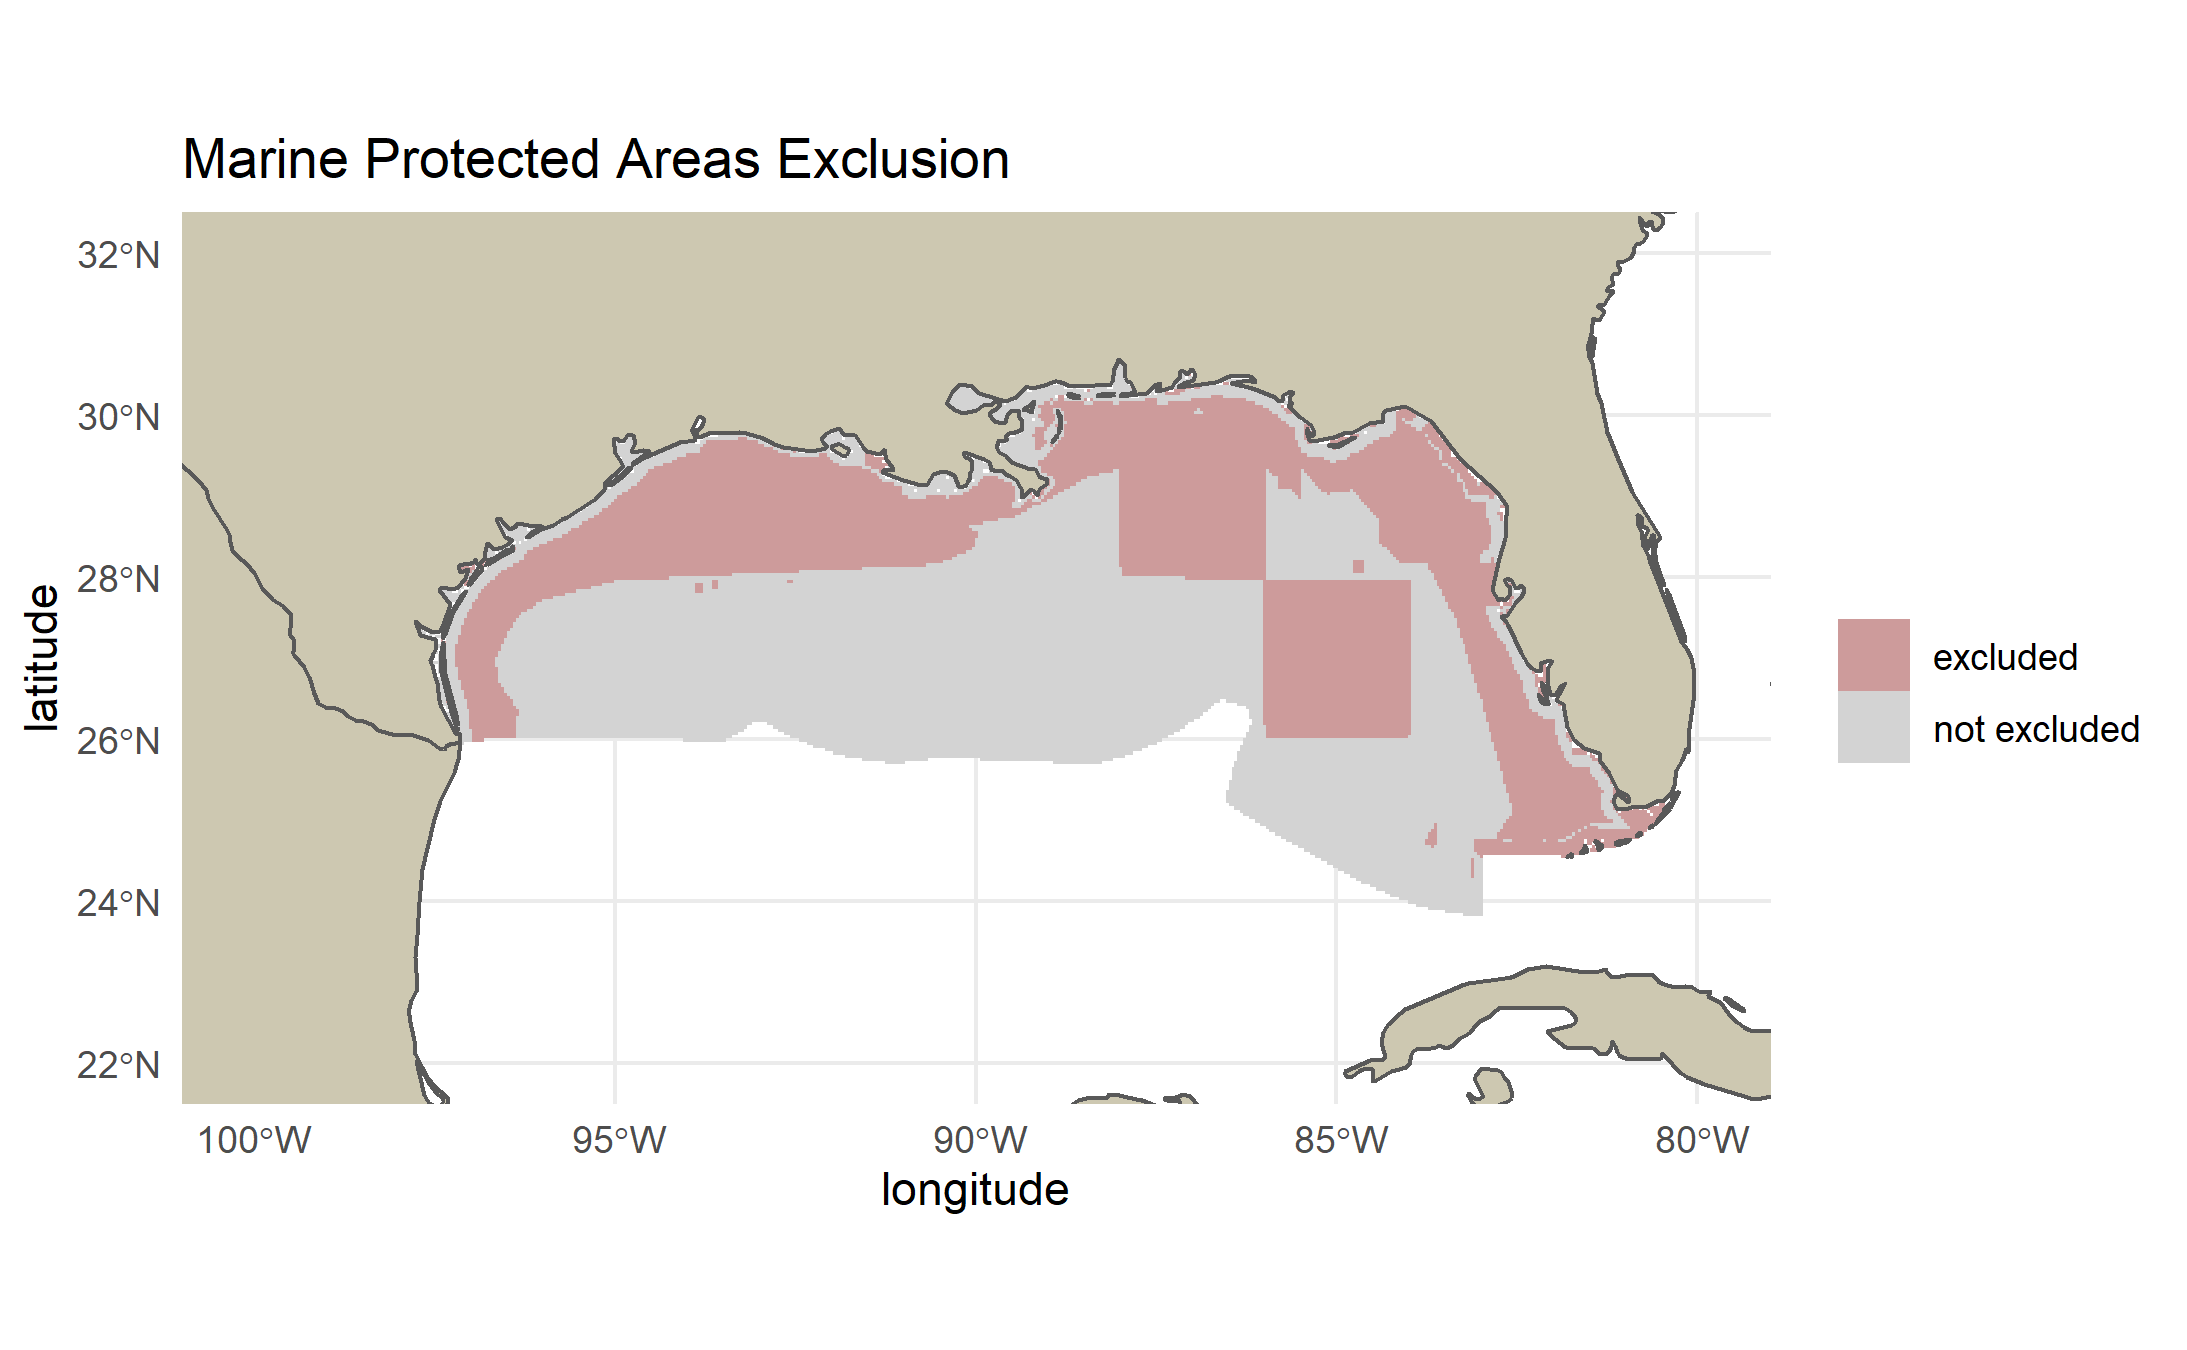 Marine Protected Areas Exclusion
32°N
30°N
28°N
26°N
24°N
22°N
latitude
100°W
95°W
90°W
85°W
80°W
longitude
excluded
not excluded